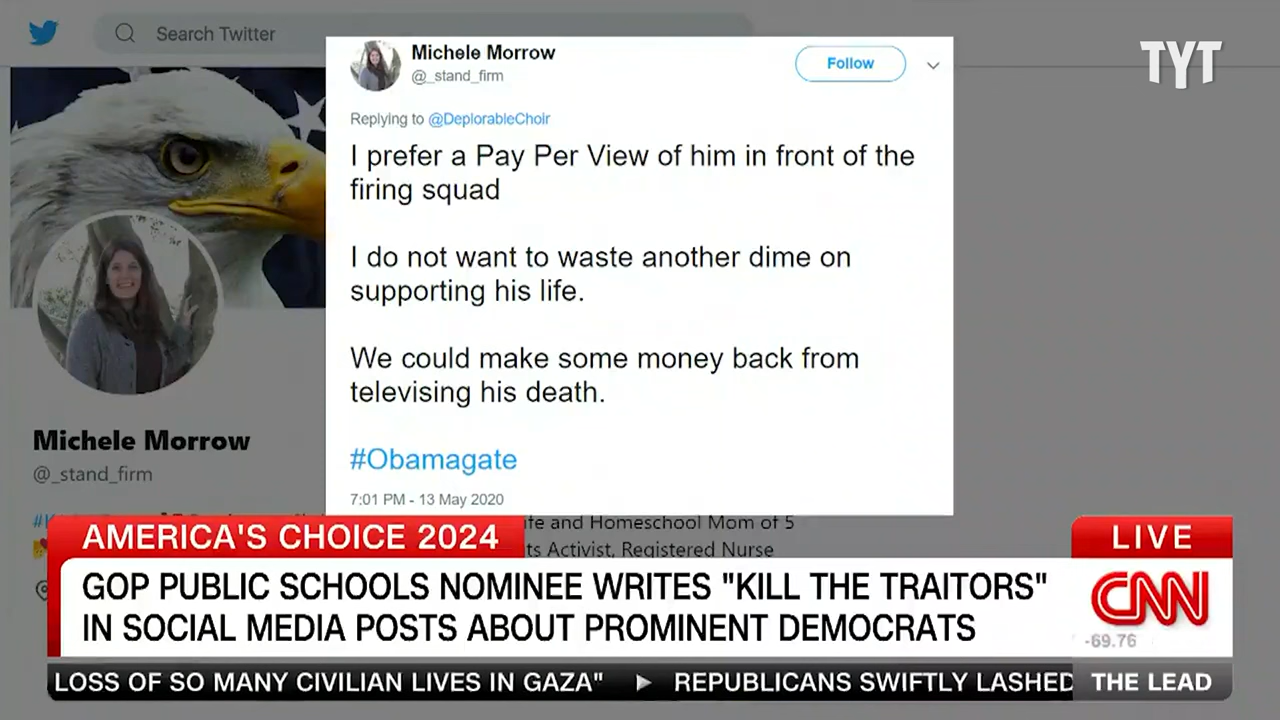 Search Twitter
TYT
Michele Morrow
@_stand_firm
Follow
Replying to @DeplorableChoir
I prefer a Pay Per View of him in front of the
firing squad
I do not want to waste another dime on
supporting his life.
We could make some money back from
televising his death.
#Obamagate
7:01 PM - 13 May 2020
Michele Morrow
@_stand_firm
and Homeschool Mom of 5
Activist, Registered Nurse
AMERICA'S CHOICE 2024
LIVE
GOP PUBLIC SCHOOLS NOMINEE WRITES "KILL THE TRAITORS"
IN SOCIAL MEDIA POSTS ABOUT PROMINENT DEMOCRATS
CNN
-69.76
LOSS OF SO MANY CIVILIAN LIVES IN GAZA" ▶ REPUBLICANS SWIFTLY LASHED
THE LEAD